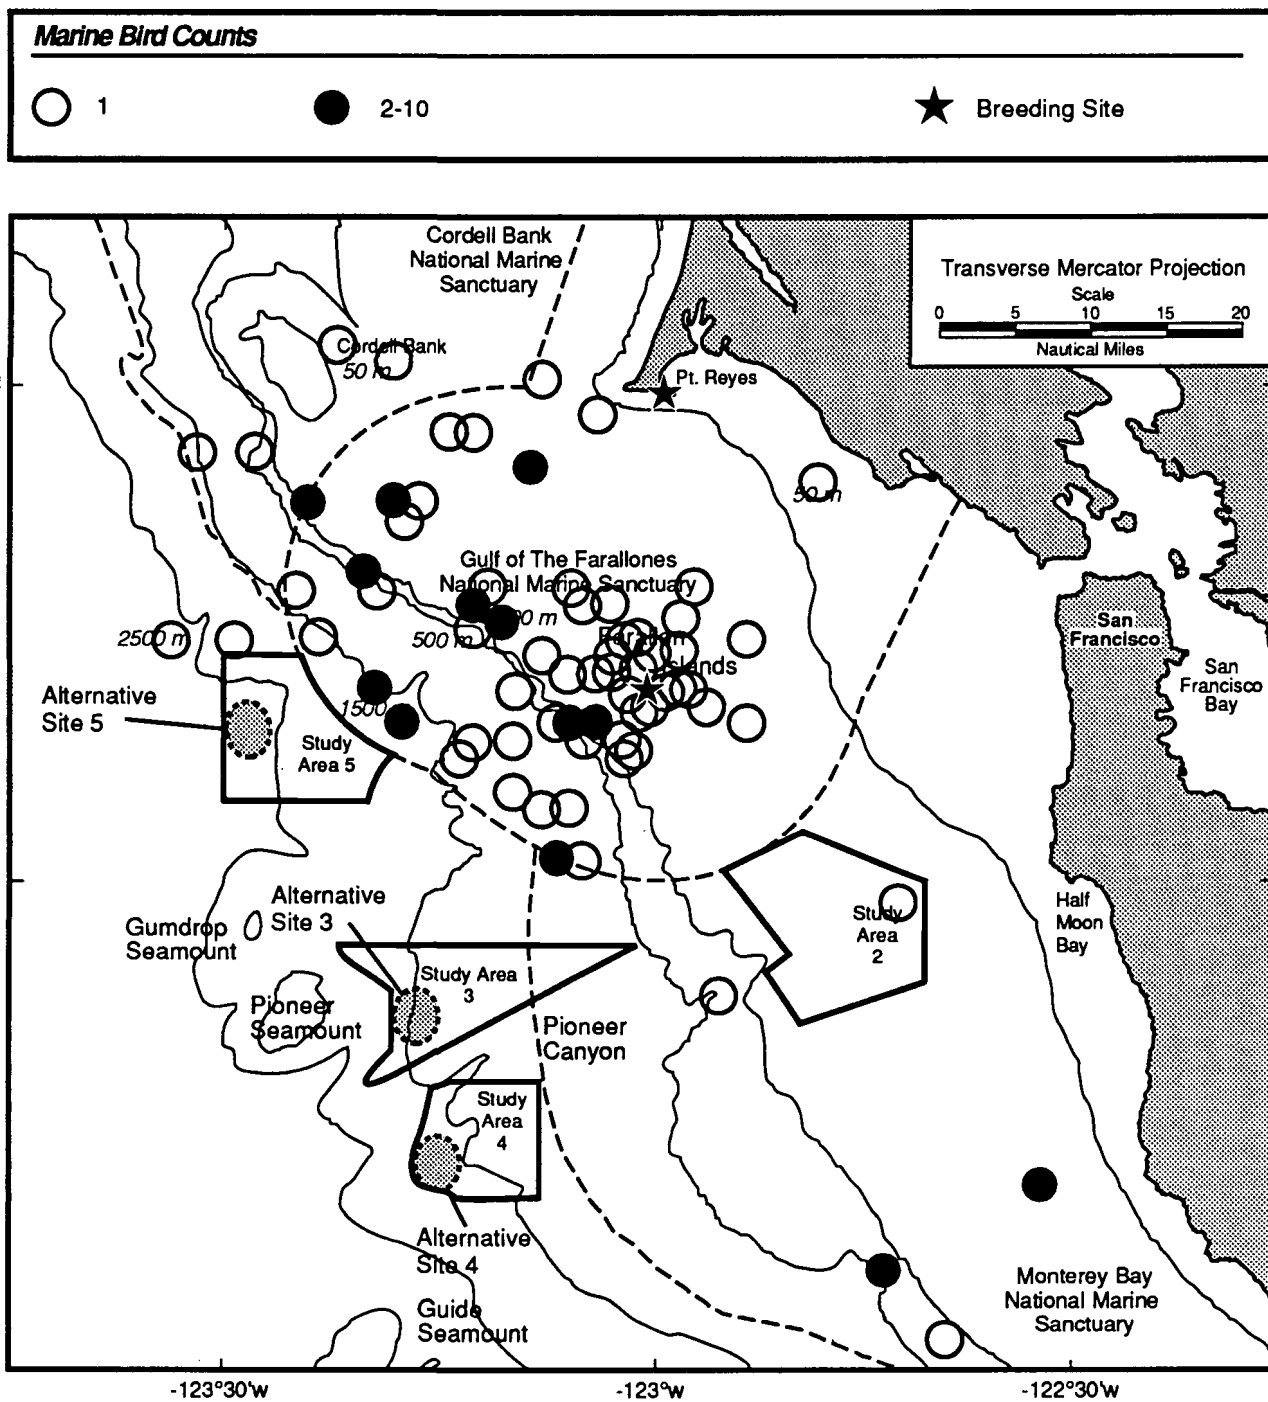 Marine Bird Counts
1
2-10
Breeding Site
Cordell Bank
National Marine
Sanctuary
Transverse Mercator Projection
Scale
0 5 10 15 20
Nautical Miles
Cordell Bank
50 m
Pt. Reyes
50 m
Gulf of The Farallones
National Marine Sanctuary
00 m
500 m
2500 m
Farallon
Islands
San
Francisco
San
Francisco
Bay
Alternative
Site 5
1500
Study
Area 5
Alternative
Site 3
Gumdrop
Seamount
Study
Area
2
Half
Moon
Bay
Study Area
3
Pioneer
Seamount
Pioneer
Canyon
Study
Area
4
Alternative
Site 4
Guide
Seamount
Monterey Bay
National Marine
Sanctuary
-123°30'W
-123°W
-122°30'W